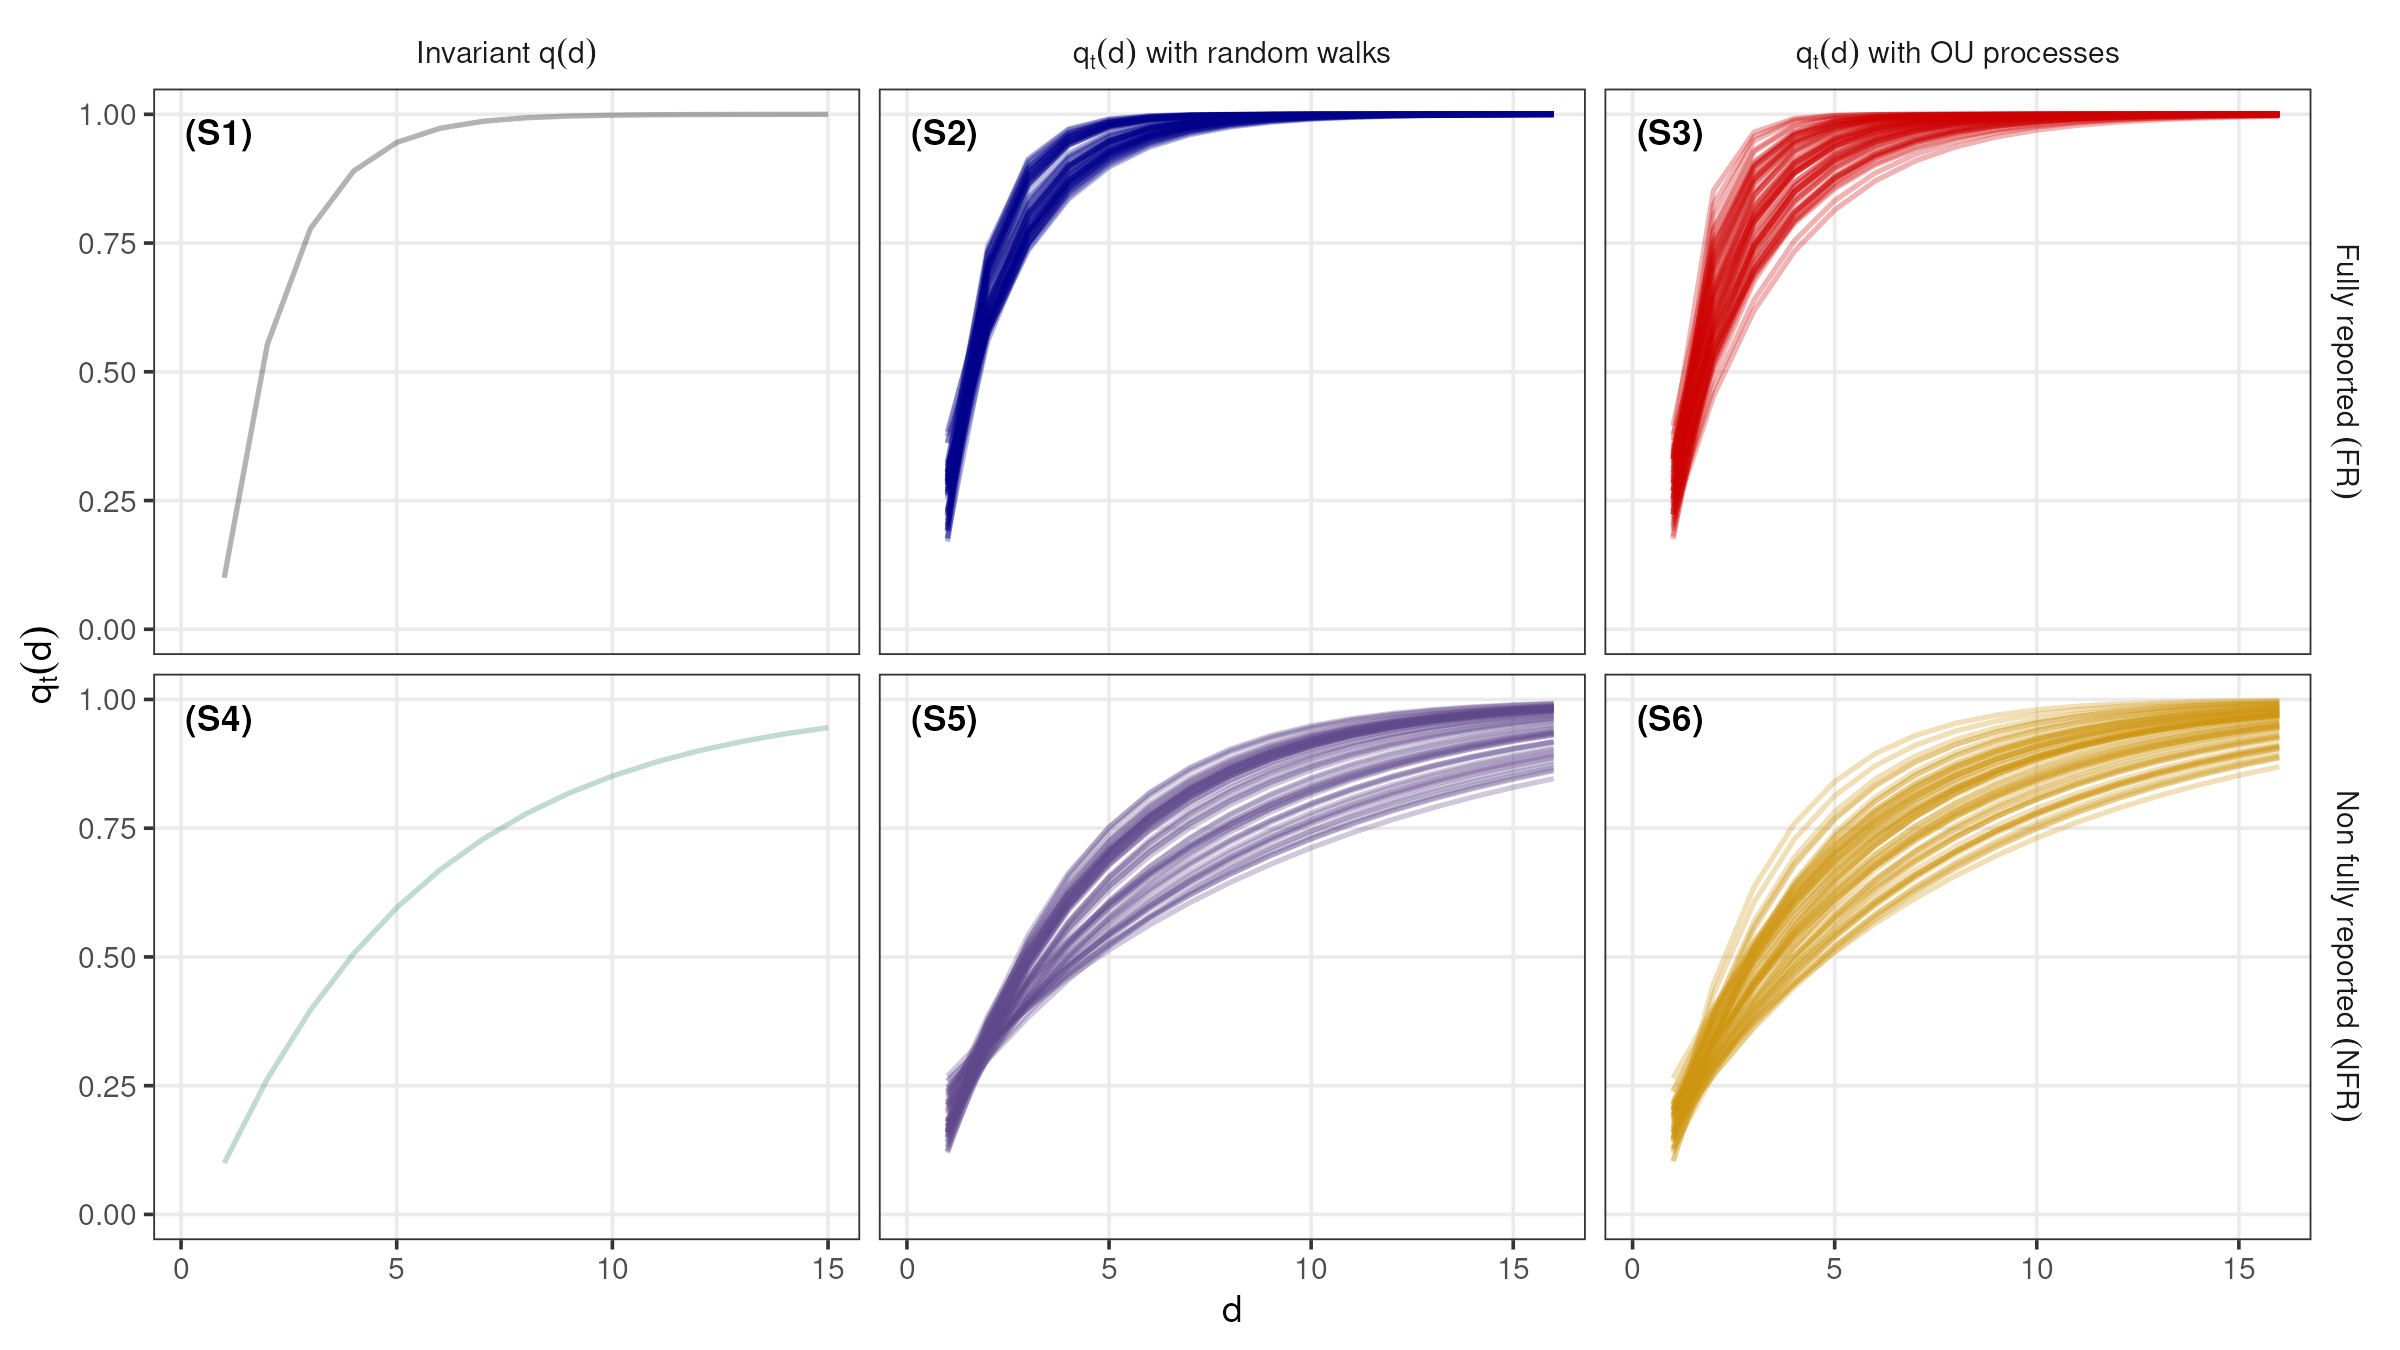 Invariant q(d)
qt(d) with random walks
qt(d) with OU processes
(S1)
(S2)
(S3)
1.00
0.75
0.50
0.25
0.00
Fully reported (FR)
qt(d)
(S4)
(S5)
(S6)
1.00
0.75
0.50
0.25
0.00
Non fully reported (NFR)
0 5 10 15
0 5 10 15
0 5 10 15
d